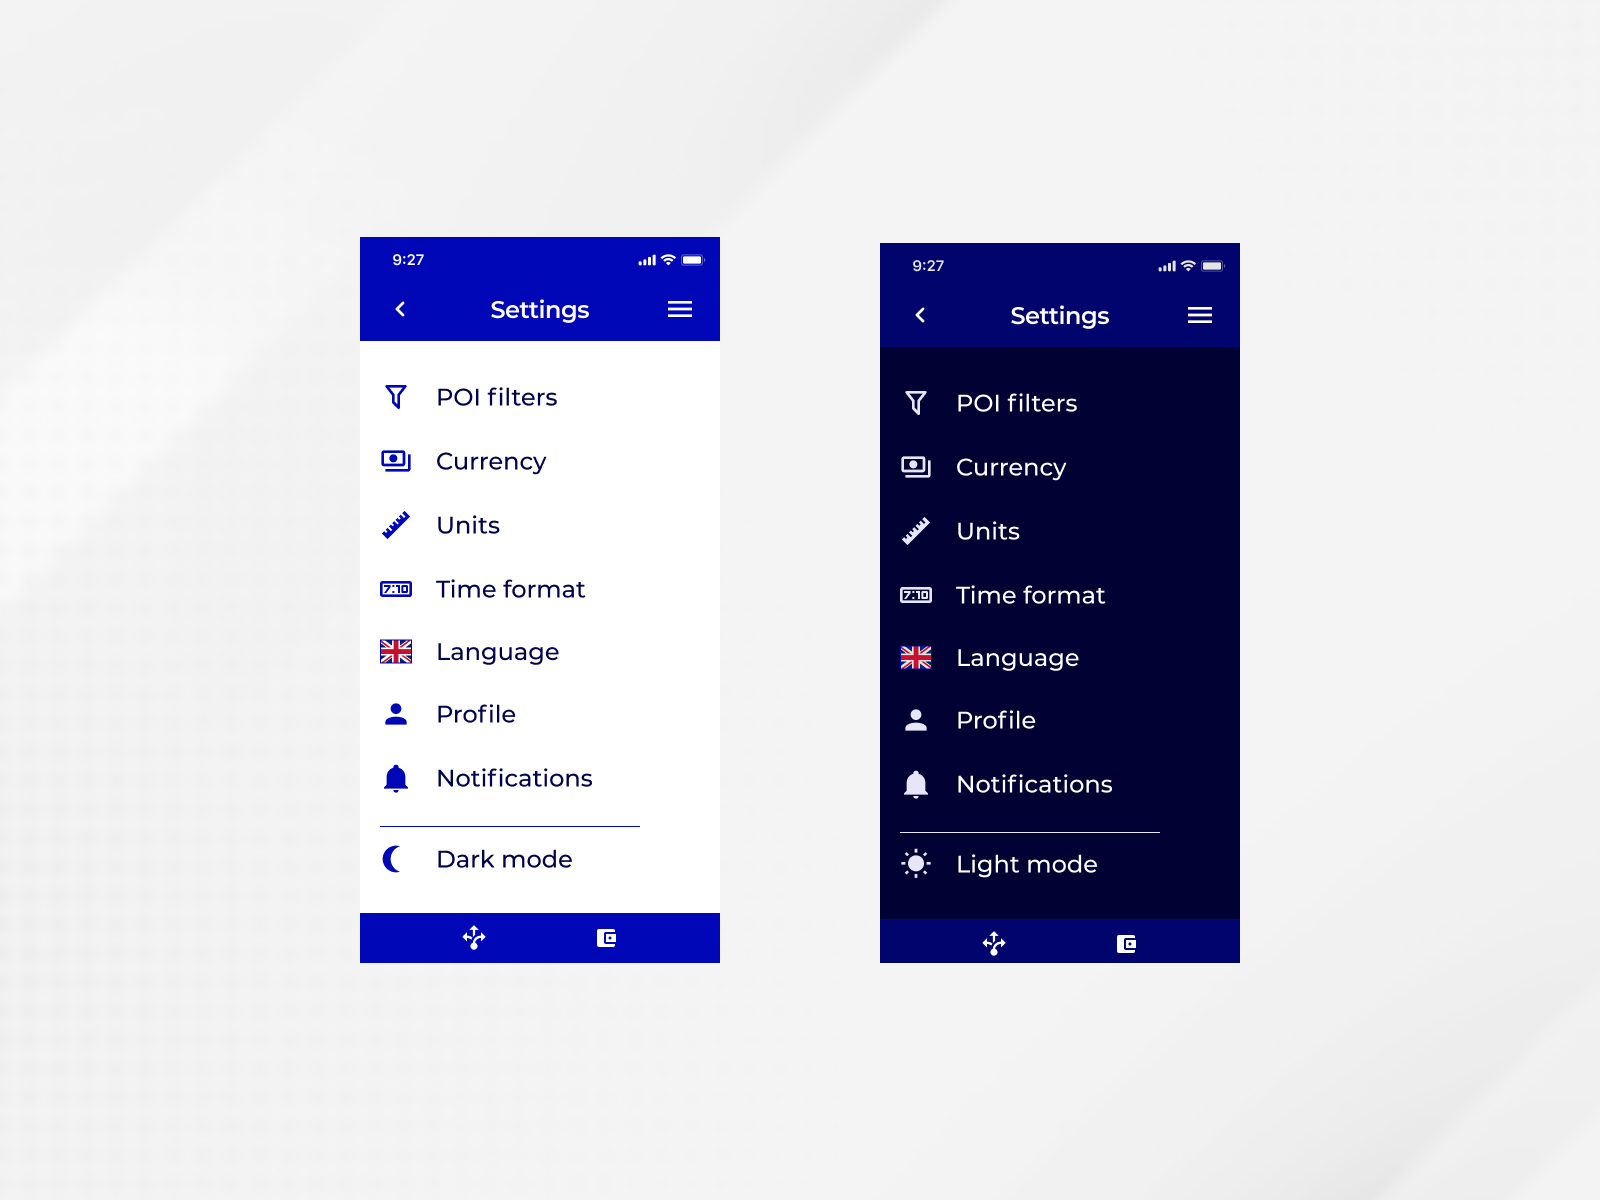 9:27
Settings
POI filters
Currency
Units
7:10
Time format
Language
Profile
Notifications
Dark mode
9:27
Settings
POI filters
Currency
Units
7:10
Time format
Language
Profile
Notifications
Light mode